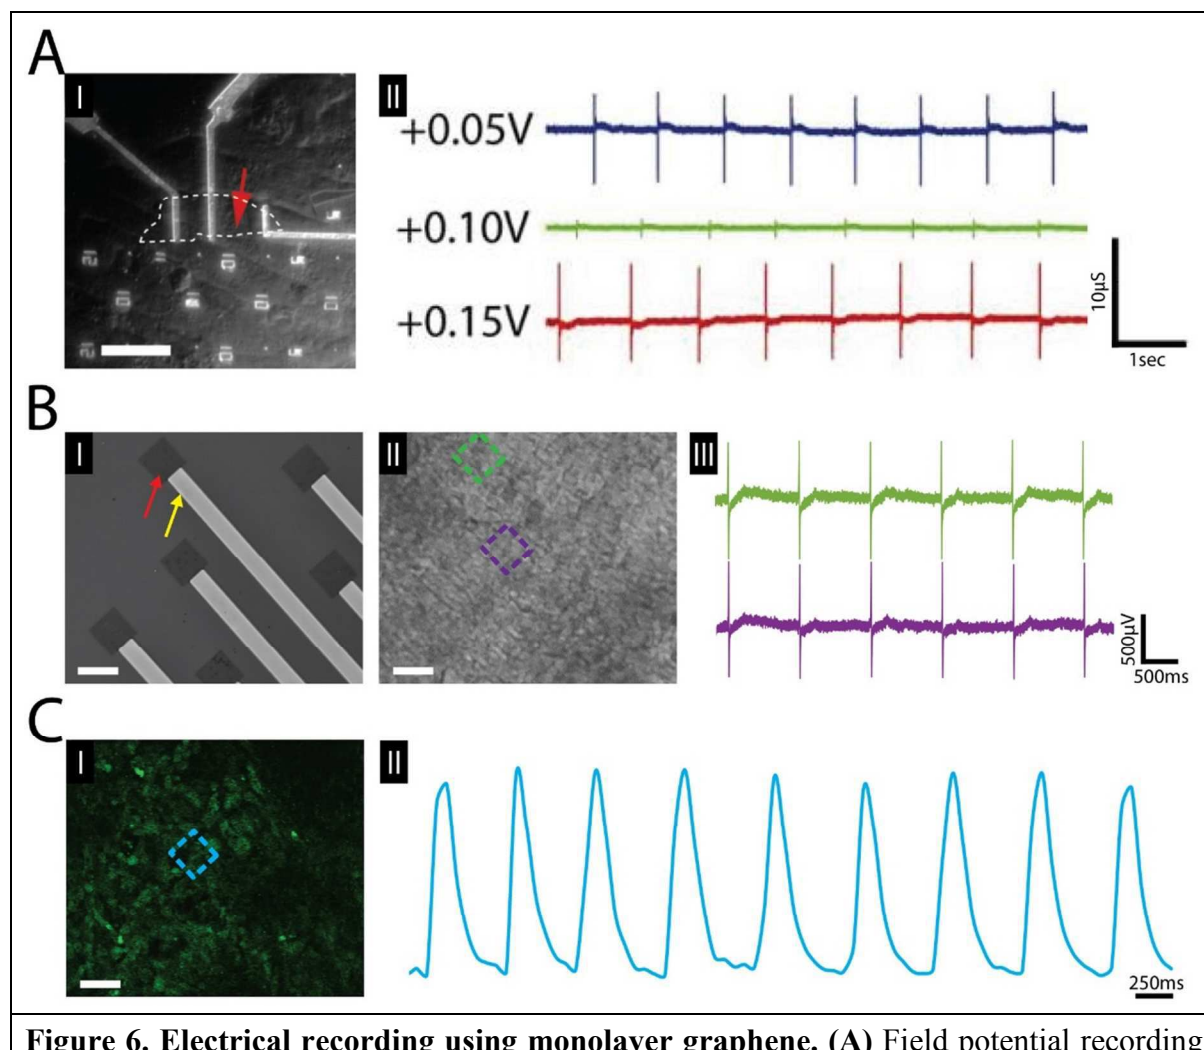 A
I
II
+0.05V
+0.10V
+0.15V
10µS
1sec
B
I
II
III
500µV
500ms
C
I
II
250ms
Figure 6. Electrical recording using monolayer graphene. (A) Field potential recording